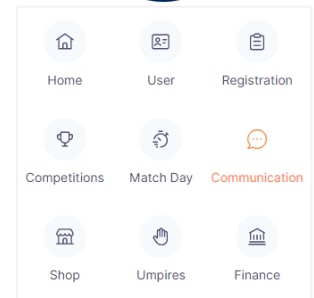 Home User Registration
Competitions Match Day Communication
Shop Umpires Finance